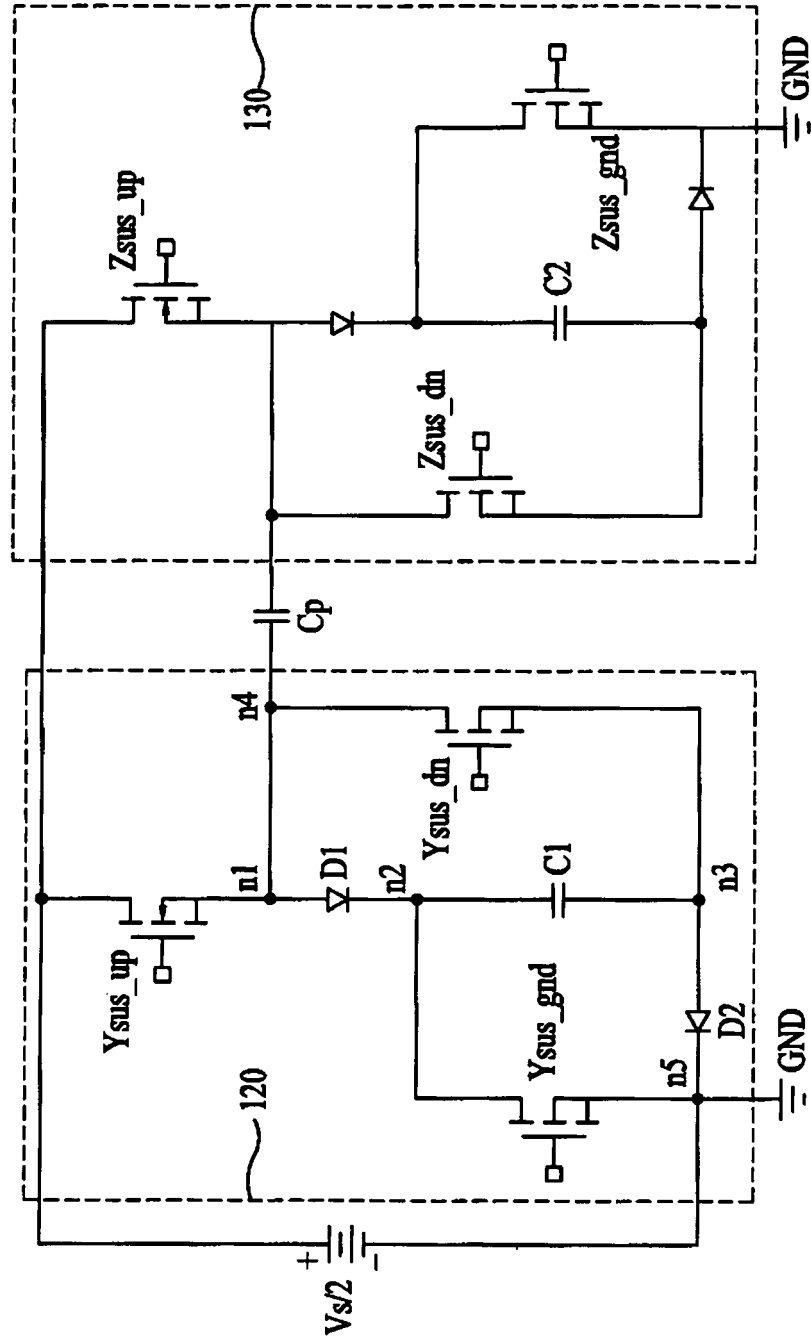 130
Zsus_up
Zsus_gnd
GND
C2
Zsus_dn
Cp
n4
Ysus_dn
n1
D1
n2
C1
n3
Ysus_up
Ysus_gnd
D2
n5
GND
120
+
Vs/2
-